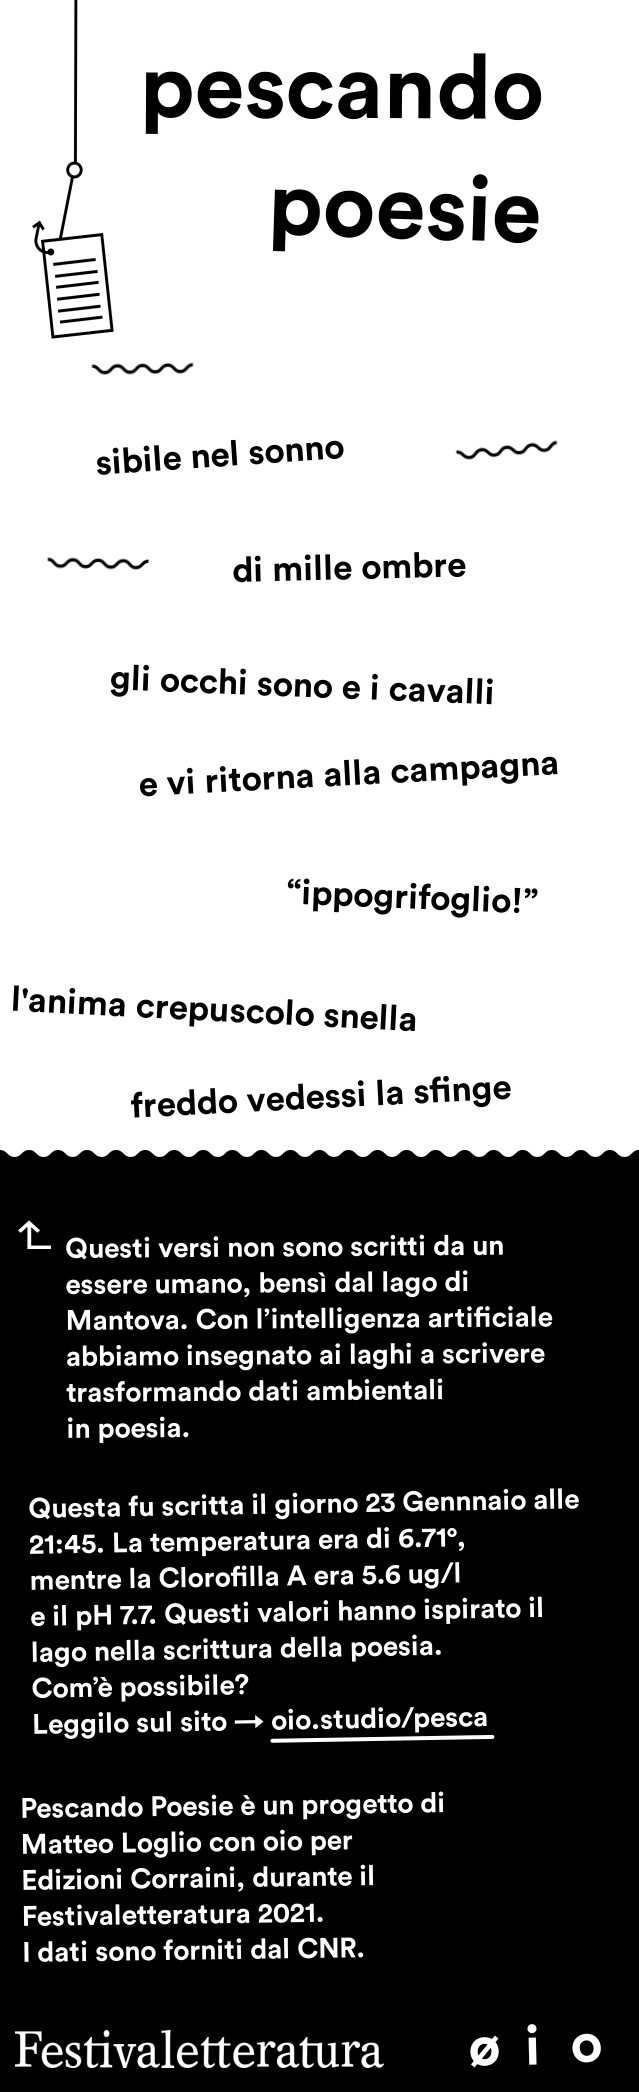 pescando
poesie
sibile nel sonno
di mille ombre
gli occhi sono e i cavalli
e vi ritorna alla campagna
“ippogrifoglio!”
l'anima crepuscolo snella
freddo vedessi la sfinge
Questi versi non sono scritti da un
essere umano, bensì dal lago di
Mantova. Con l’intelligenza artificiale
abbiamo insegnato ai laghi a scrivere
trasformando dati ambientali
in poesia.
Questa fu scritta il giorno 23 Gennnaio alle
21:45. La temperatura era di 6.71°,
mentre la Clorofilla A era 5.6 ug/l
e il pH 7.7. Questi valori hanno ispirato il
lago nella scrittura della poesia.
Com’è possibile?
Leggilo sul sito → oio.studio/pesca
Pescando Poesie è un progetto di
Matteo Loglio con oio per
Edizioni Corraini, durante il
Festivaletteratura 2021.
I dati sono forniti dal CNR.
Festivaletteratura ø i o